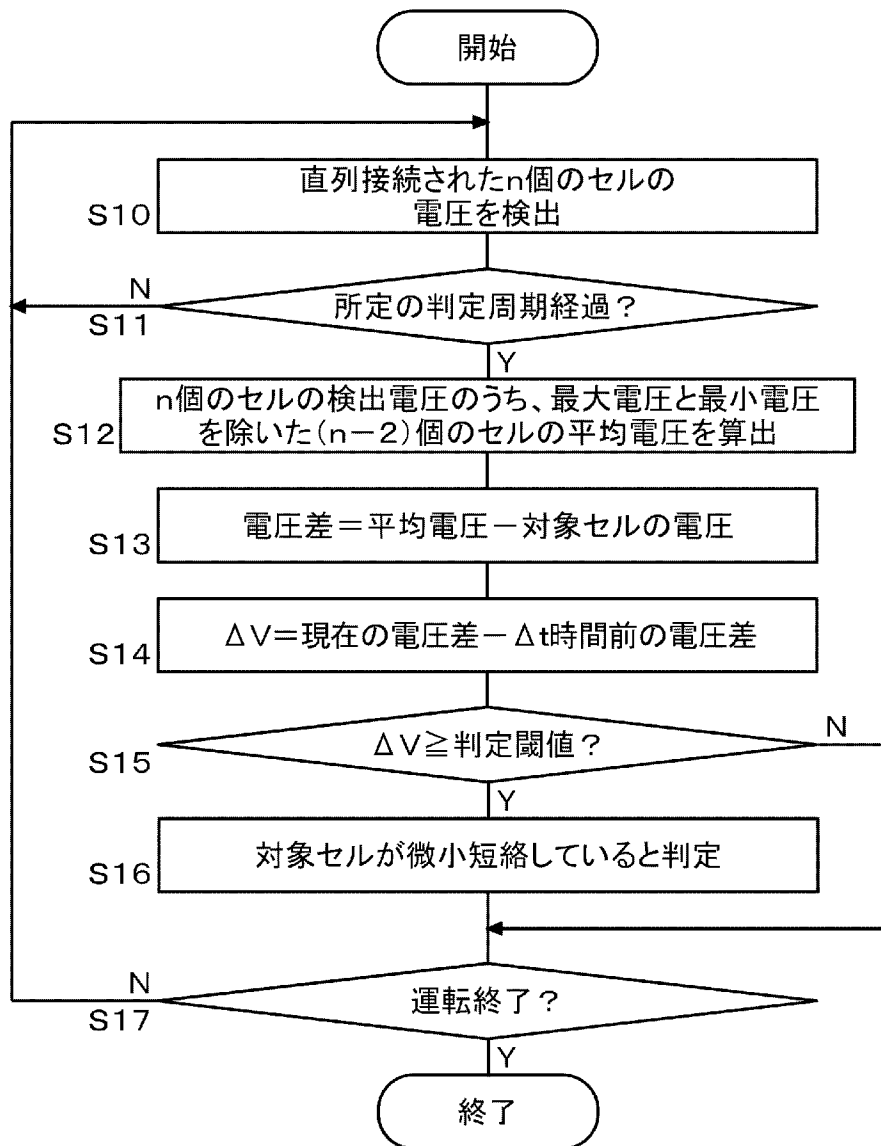 開始
直列接続されたn個のセルの
電圧を検出
S10
所定の判定周期経過?
N
S11
Y
n個のセルの検出電圧のうち、最大電圧と最小電圧
を除いた(n-2)個のセルの平均電圧を算出
S12
電圧差=平均電圧-対象セルの電圧
S13
ΔV=現在の電圧差-Δt時間前の電圧差
S14
ΔV≧判定閾値?
N
S15
Y
対象セルが微小短絡していると判定
S16
運転終了?
N
S17
Y
終了